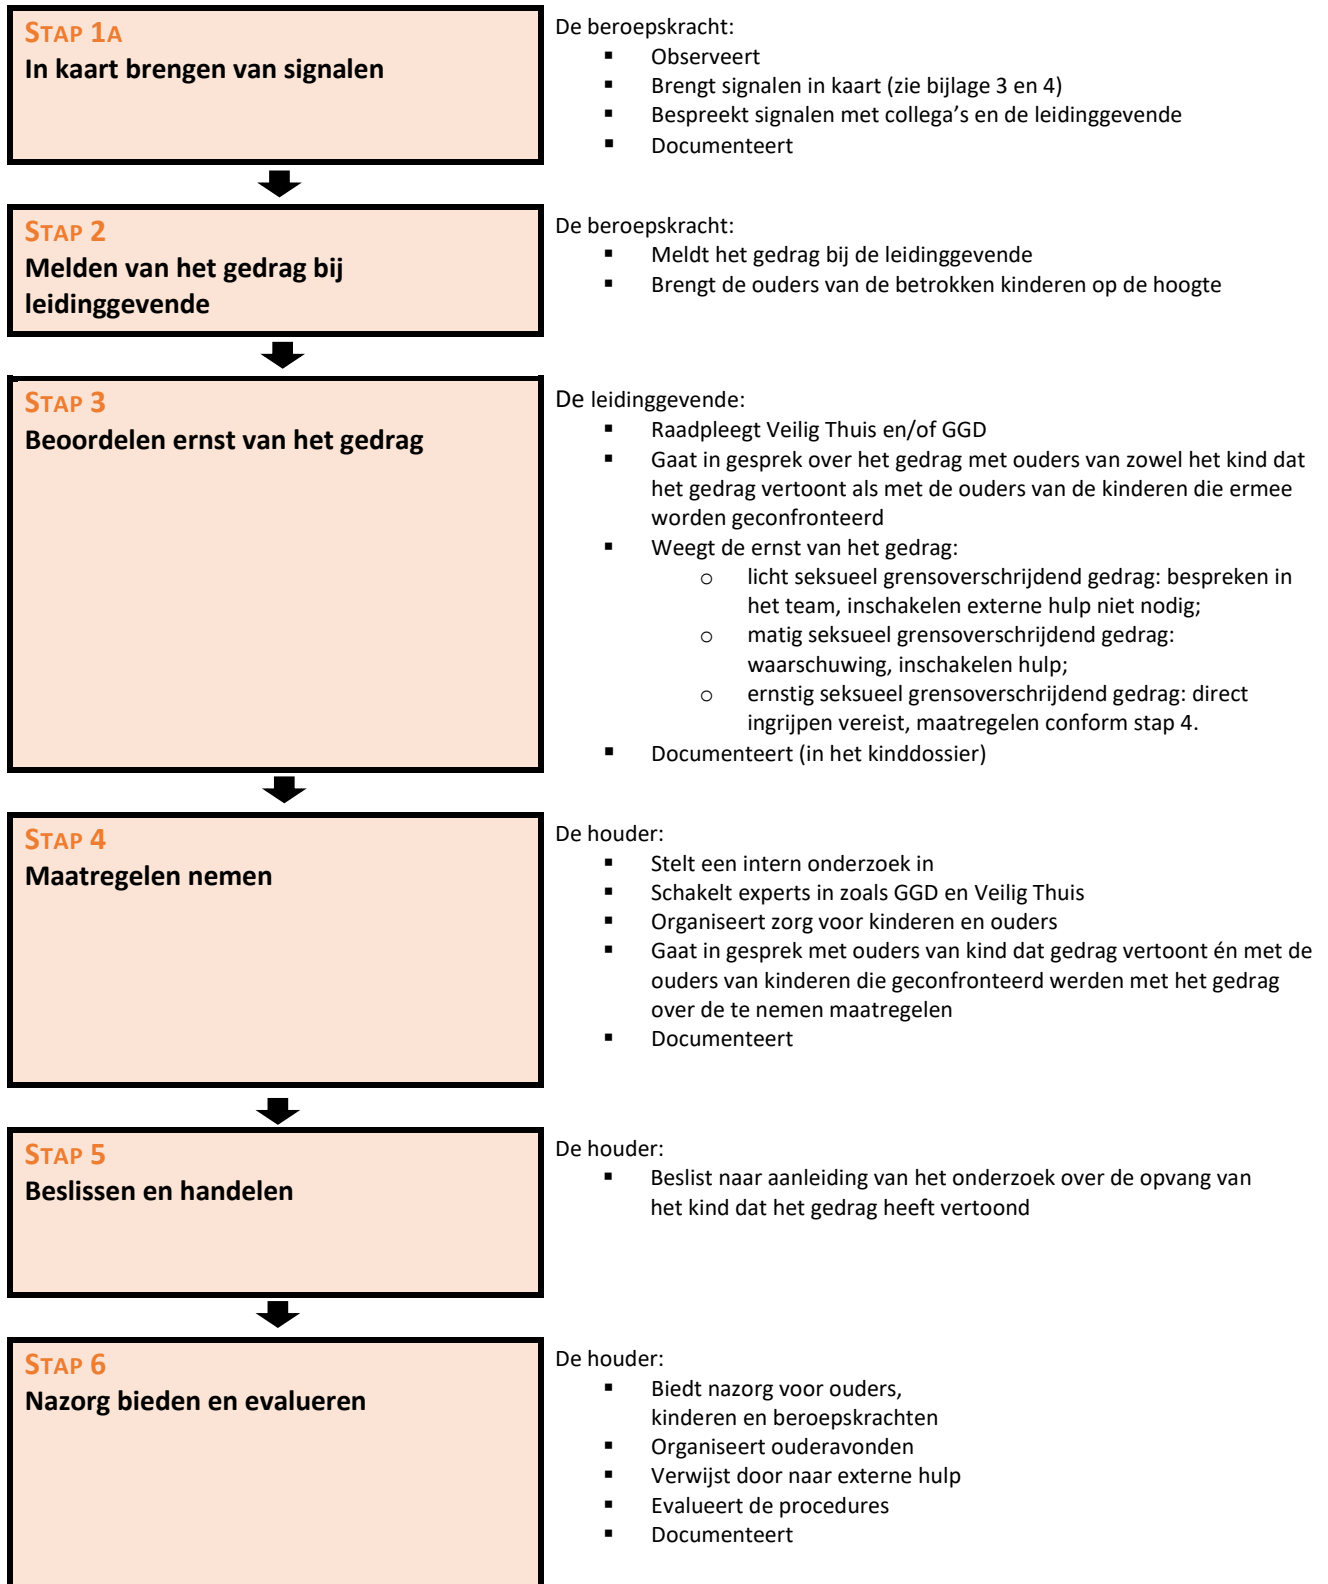 STAP 1A
In kaart brengen van signalen
De beroepskracht:
▪ Observeert
▪ Brengt signalen in kaart (zie bijlage 3 en 4)
▪ Bespreekt signalen met collega’s en de leidinggevende
▪ Documenteert
STAP 2
Melden van het gedrag bij
leidinggevende
De beroepskracht:
▪ Meldt het gedrag bij de leidinggevende
▪ Brengt de ouders van de betrokken kinderen op de hoogte
STAP 3
Beoordelen ernst van het gedrag
De leidinggevende:
▪ Raadpleegt Veilig Thuis en/of GGD
▪ Gaat in gesprek over het gedrag met ouders van zowel het kind dat
het gedrag vertoont als met de ouders van de kinderen die ermee
worden geconfronteerd
▪ Weegt de ernst van het gedrag:
o licht seksueel grensoverschrijdend gedrag: bespreken in
het team, inschakelen externe hulp niet nodig;
o matig seksueel grensoverschrijdend gedrag:
waarschuwing, inschakelen hulp;
o ernstig seksueel grensoverschrijdend gedrag: direct
ingrijpen vereist, maatregelen conform stap 4.
▪ Documenteert (in het kinddossier)
STAP 4
Maatregelen nemen
De houder:
▪ Stelt een intern onderzoek in
▪ Schakelt experts in zoals GGD en Veilig Thuis
▪ Organiseert zorg voor kinderen en ouders
▪ Gaat in gesprek met ouders van kind dat gedrag vertoont én met de
ouders van kinderen die geconfronteerd werden met het gedrag
over de te nemen maatregelen
▪ Documenteert
STAP 5
Beslissen en handelen
De houder:
▪ Beslist naar aanleiding van het onderzoek over de opvang van
het kind dat het gedrag heeft vertoond
STAP 6
Nazorg bieden en evalueren
De houder:
▪ Biedt nazorg voor ouders,
kinderen en beroepskrachten
▪ Organiseert ouderavonden
▪ Verwijst door naar externe hulp
▪ Evalueert de procedures
▪ Documenteert